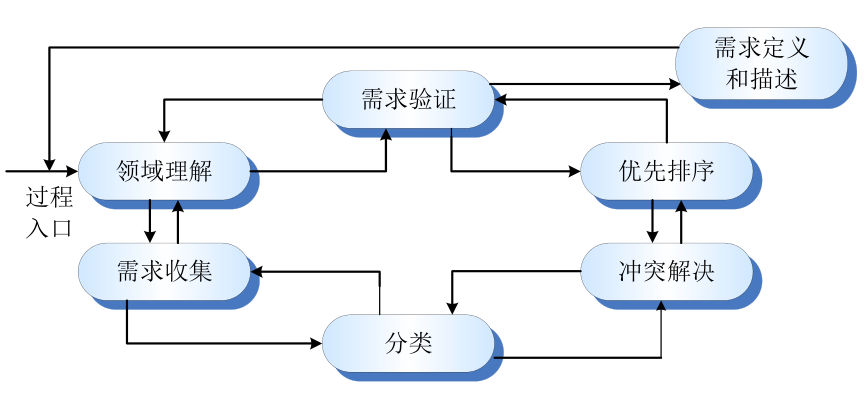 需求定义
和描述
需求验证
领域理解
优先排序
过程
入口
需求收集
冲突解决
分类